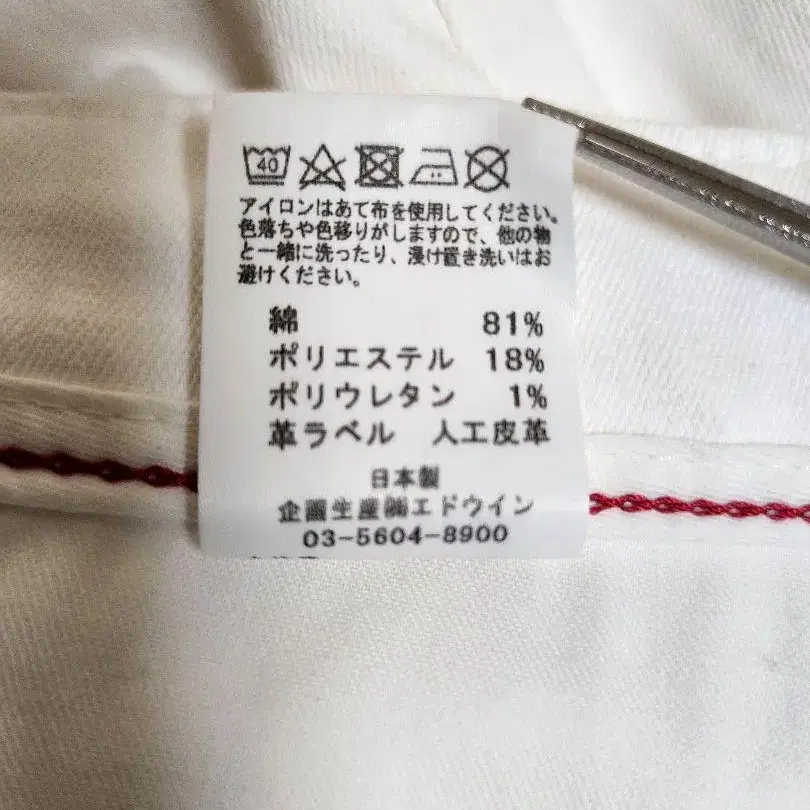 40
アイロンはあて布を使用してください。
色落ちや色移りがしますので、他の物
と一緒に洗ったり、浸け置き洗いはお
避けください。
綿 81%
ポリエステル 18%
ポリウレタン 1%
革ラベル 人工皮革
日本製
企画生産㈱エドウイン
03-5604-8900